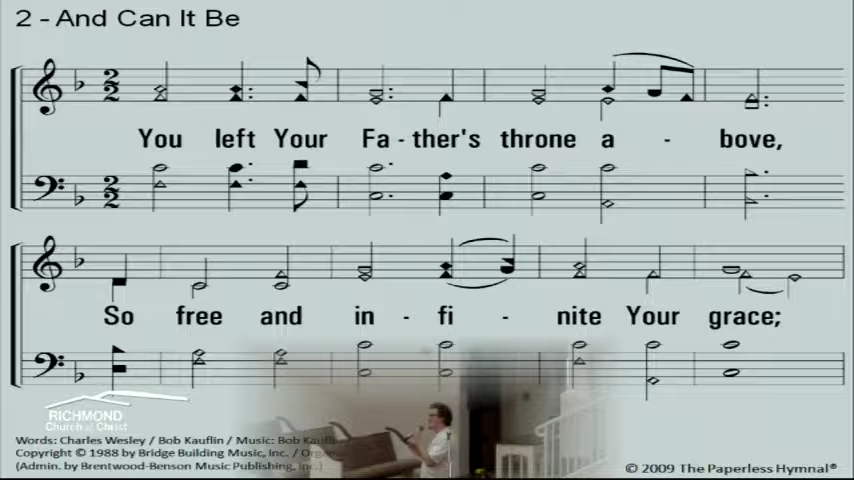 2 - And Can It Be
You left Your Fa - ther's throne a - bove,
So free and in - fi - nite Your grace;
RICHMOND
Church of Christ
Words: Charles Wesley / Bob Kauflin / Music: Bob Kauflin
Copyright © 1988 by Bridge Building Music, Inc. /
(Admin. by Brentwood-Benson Music Publishing, Inc.)
© 2009 The Paperless Hymnal®